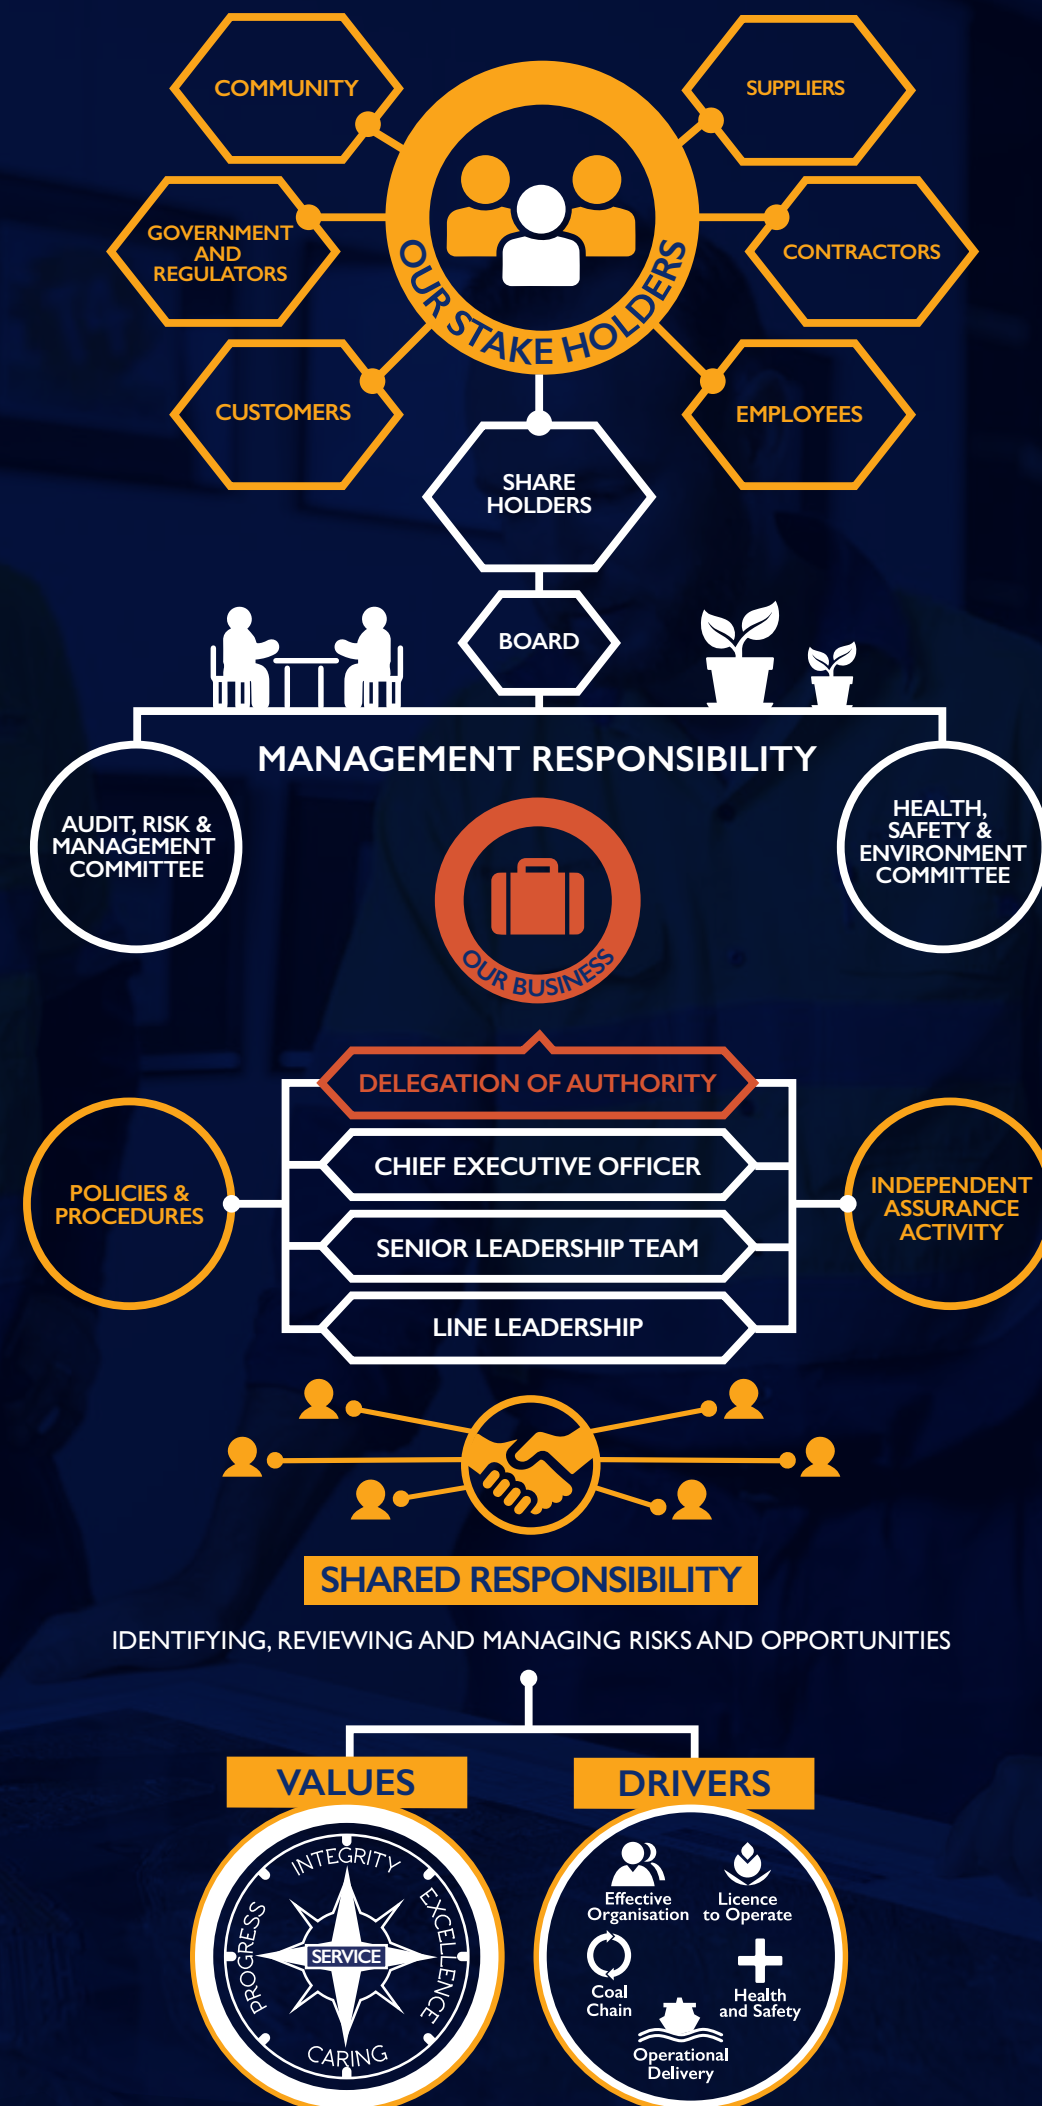 COMMUNITY
SUPPLIERS
GOVERNMENT
AND
REGULATORS
CONTRACTORS
OUR STAKE HOLDERS
CUSTOMERS
EMPLOYEES
SHARE
HOLDERS
BOARD
MANAGEMENT RESPONSIBILITY
AUDIT, RISK &
MANAGEMENT
COMMITTEE
HEALTH,
SAFETY &
ENVIRONMENT
COMMITTEE
OUR BUSINESS
DELEGATION OF AUTHORITY
CHIEF EXECUTIVE OFFICER
SENIOR LEADERSHIP TEAM
LINE LEADERSHIP
POLICIES &
PROCEDURES
INDEPENDENT
ASSURANCE
ACTIVITY
SHARED RESPONSIBILITY
IDENTIFYING, REVIEWING AND MANAGING RISKS AND OPPORTUNITIES
VALUES
INTEGRITY
EXCELLENCE
PROGRESS
SERVICE
CARING
DRIVERS
Effective
Organisation
Licence
to Operate
Coal
Chain
Health
and Safety
Operational
Delivery